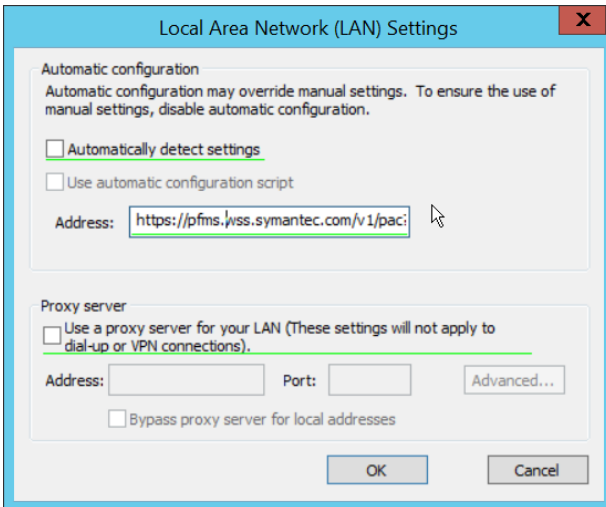 Local Area Network (LAN) Settings
X
Automatic configuration
Automatic configuration may override manual settings. To ensure the use of
manual settings, disable automatic configuration.
Automatically detect settings
Use automatic configuration script
Address: https://pfms.wss.symantec.com/v1/pac
Proxy server
Use a proxy server for your LAN (These settings will not apply to
dial-up or VPN connections).
Address: Port: Advanced...
Bypass proxy server for local addresses
OK Cancel